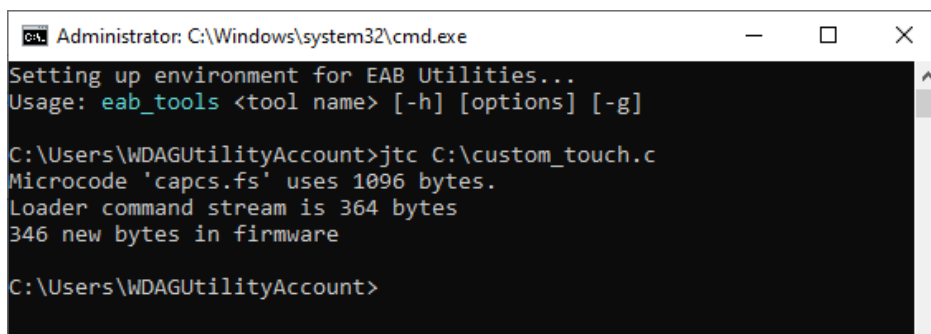 Administrator: C:\Windows\system32\cmd.exe
Setting up environment for EAB Utilities...
Usage: eab_tools <tool name> [-h] [options] [-g]
C:\Users\WDAGUtilityAccount>jtc C:\custom_touch.c
Microcode 'capcs.fs' uses 1096 bytes.
Loader command stream is 364 bytes
346 new bytes in firmware
C:\Users\WDAGUtilityAccount>